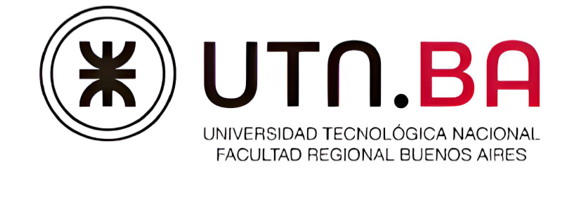 UTN.BA
UNIVERSIDAD TECNOLÓGICA NACIONAL
FACULTAD REGIONAL BUENOS AIRES